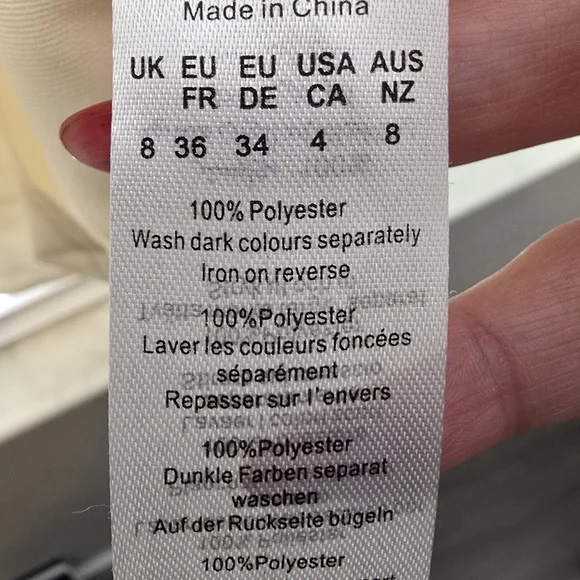 Made in China
UK EU EU USA AUS
FR DE CA NZ
8 36 34 4 8
100% Polyester
Wash dark colours separately
Iron on reverse
100%Polyester
Laver les couleurs foncées
séparément
Repasser sur l'envers
100%Polyester
Dunkle Farben separat
waschen
Auf der Ruckseite bügeln
100%Polyester